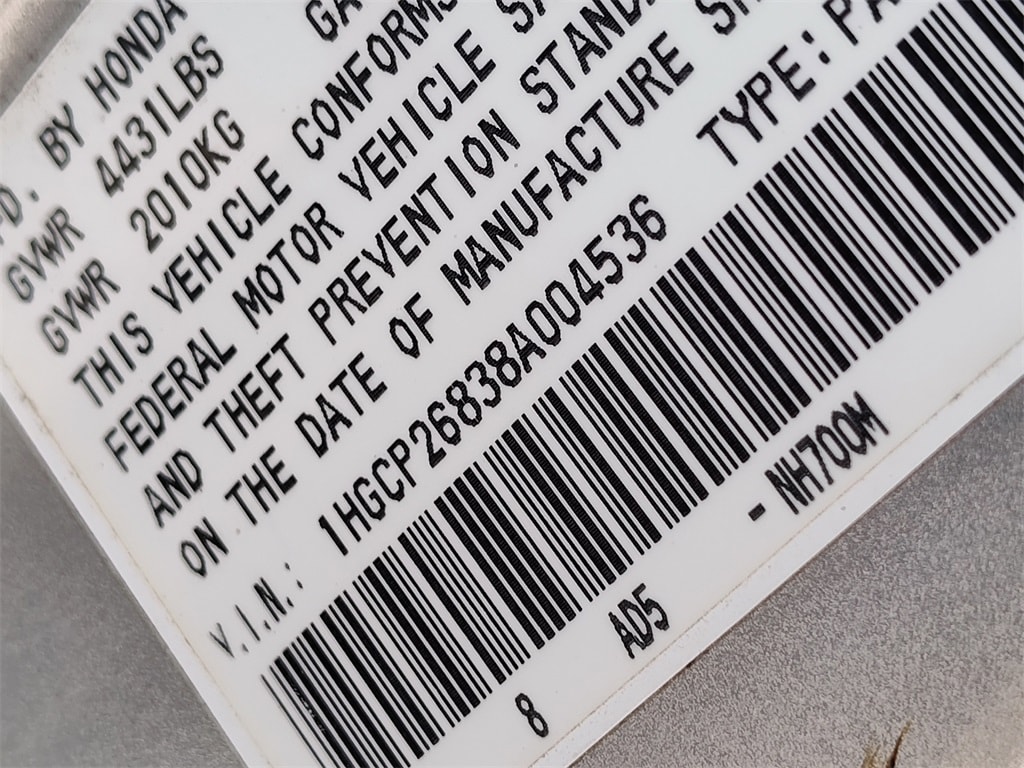 BY HONDA
GVWR 4431LBS
GVWR 2010KG
THIS VEHICLE CONFORMS
FEDERAL MOTOR VEHICLE
AND THEFT PREVENTION
ON THE DATE OF MANUFACTURE
V.I.N.: 1HGCP26838A004536 TYPE:
8 AD5 - NH700M